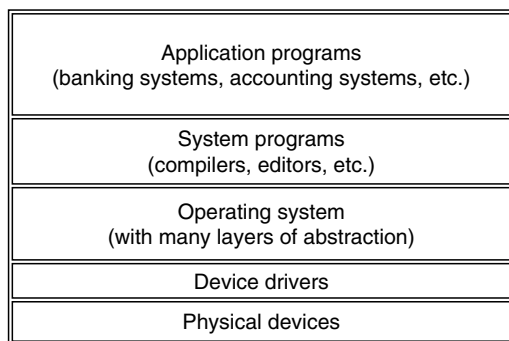 Application programs
(banking systems, accounting systems, etc.)
System programs
(compilers, editors, etc.)
Operating system
(with many layers of abstraction)
Device drivers
Physical devices